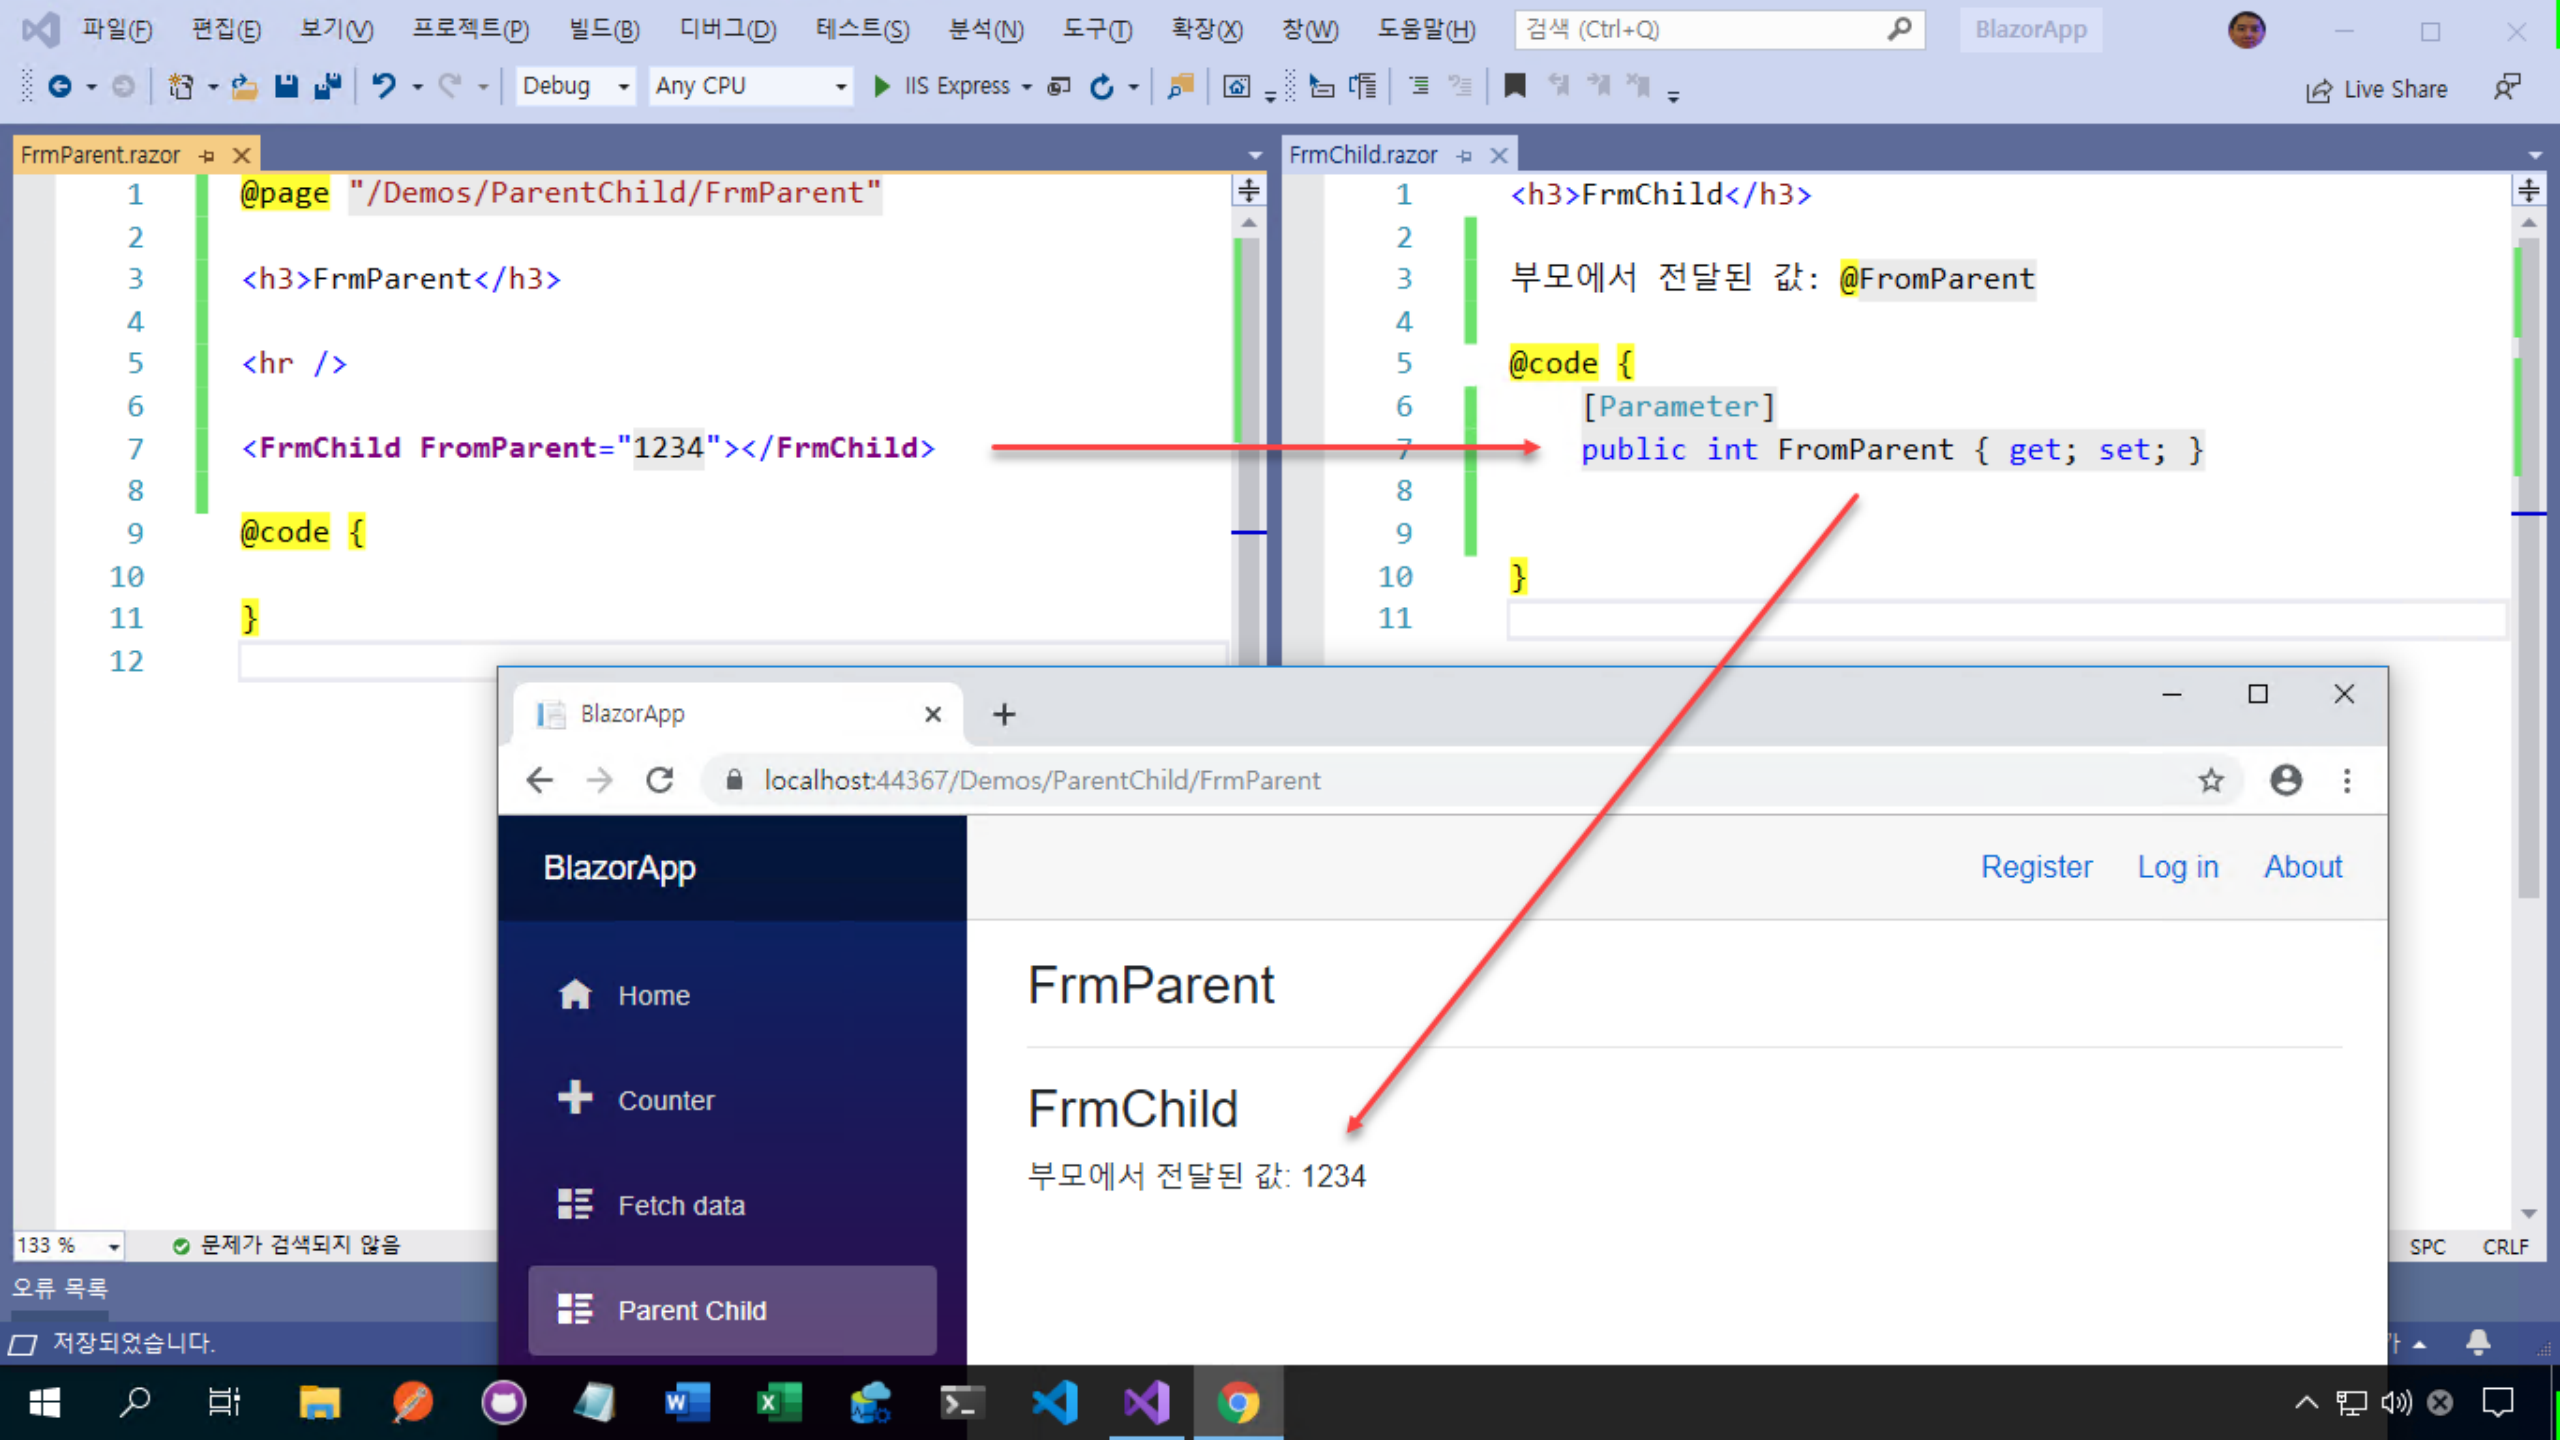 파일(F) 편집(E) 보기(V) 프로젝트(P) 빌드(B) 디버그(D) 테스트(S) 분석(N) 도구(T) 확장(X) 창(W) 도움말(H) 검색 (Ctrl+Q) BlazorApp
Debug Any CPU IIS Express Live Share
FrmParent.razor
1 @page "/Demos/ParentChild/FrmParent"
2
3 <h3>FrmParent</h3>
4
5 <hr />
6
7 <FrmChild FromParent="1234"></FrmChild>
8
9 @code {
10
11 }
12
FrmChild.razor
1 <h3>FrmChild</h3>
2
3 부모에서 전달된 값: @FromParent
4
5 @code {
6 [Parameter]
7 public int FromParent { get; set; }
8
9
10 }
11
BlazorApp
localhost:44367/Demos/ParentChild/FrmParent
BlazorApp
Register Log in About
Home
Counter
Fetch data
Parent Child
FrmParent
FrmChild
부모에서 전달된 값: 1234
133 % 문제가 검색되지 않음 SPC CRLF
오류 목록
저장되었습니다.